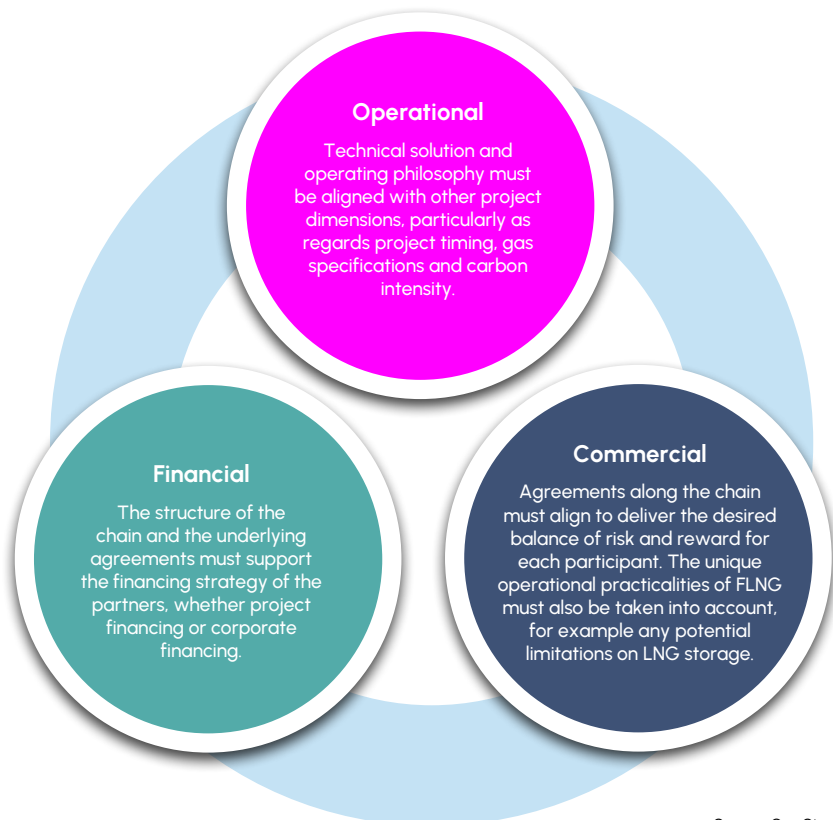 Operational
Technical solution and
operating philosophy must
be aligned with other project
dimensions, particularly as
regards project timing, gas
specifications and carbon
intensity.
Financial
The structure of the
chain and the underlying
agreements must support
the financing strategy of the
partners, whether project
financing or corporate
financing.
Commercial
Agreements along the chain
must align to deliver the desired
balance of risk and reward for
each participant. The unique
operational practicalities of FLNG
must also be taken into account,
for example any potential
limitations on LNG storage.